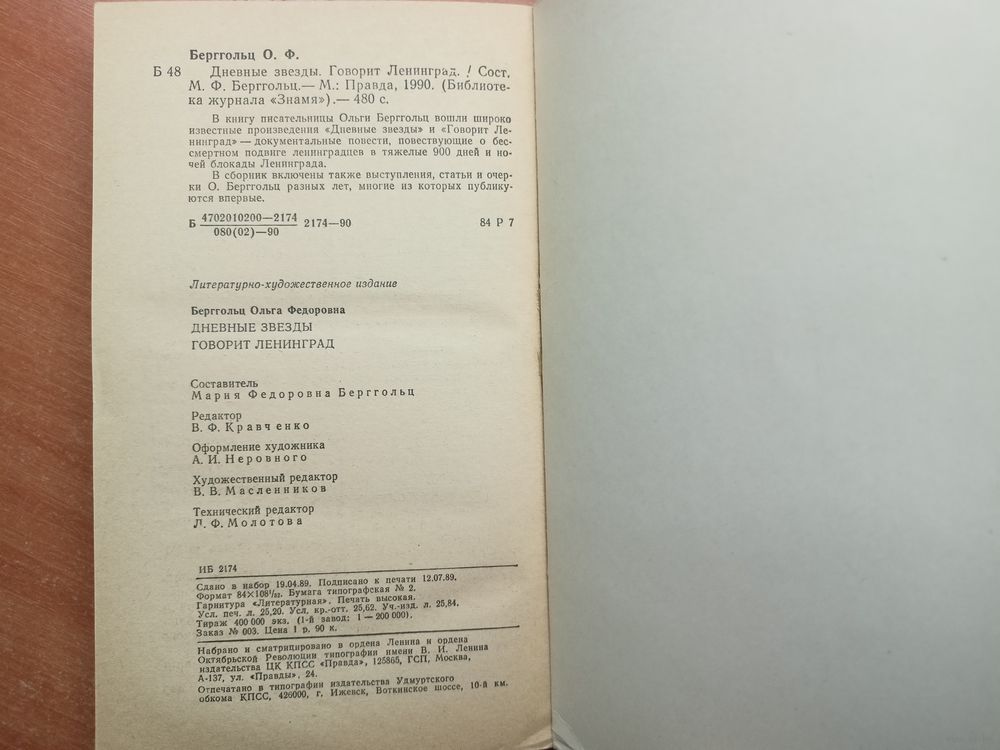 Берггольц О. Ф.
Б 48 Дневные звезды. Говорит Ленинград. / Сост.
М. Ф. Берггольц.— М.: Правда, 1990. (Библиоте-
ка журнала «Знамя»).— 480 с.
В книгу писательницы Ольги Берггольц вошли широко
известные произведения «Дневные звезды» и «Говорит Ле-
нинград» — документальные повести, повествующие о бес-
смертном подвиге ленинградцев в тяжелые 900 дней и но-
чей блокады Ленинграда.
В сборник включены также выступления, статьи и очер-
ки О. Берггольц разных лет, многие из которых публику-
ются впервые.
Б 4702010200—2174 2174—90 84 Р 7
080(02)—90
Литературно-художественное издание
Берггольц Ольга Федоровна
ДНЕВНЫЕ ЗВЕЗДЫ
ГОВОРИТ ЛЕНИНГРАД
Составитель
Мария Федоровна Берггольц
Редактор
В. Ф. Кравченко
Оформление художника
А. И. Неровного
Художественный редактор
В. В. Масленников
Технический редактор
Л. Ф. Молотова
ИБ 2174
Сдано в набор 19.04.89. Подписано к печати 12.07.89.
Формат 84×108¹/₃₂. Бумага типографская № 2.
Гарнитура «Литературная». Печать высокая.
Усл. печ. л. 25,20. Усл. кр.-отт. 25,62. Уч.-изд. л. 25,84.
Тираж 400 000 экз. (1-й завод: 1 — 200 000).
Заказ № 003. Цена 1 р. 90 к.
Набрано и сматрицировано в ордена Ленина и ордена
Октябрьской Революции типографии имени В. И. Ленина
издательства ЦК КПСС «Правда», 125865, ГСП, Москва,
А-137, ул. «Правды», 24.
Отпечатано в типографии издательства Удмуртского
обкома КПСС, 426000, г. Ижевск, Воткинское шоссе, 10-й км.